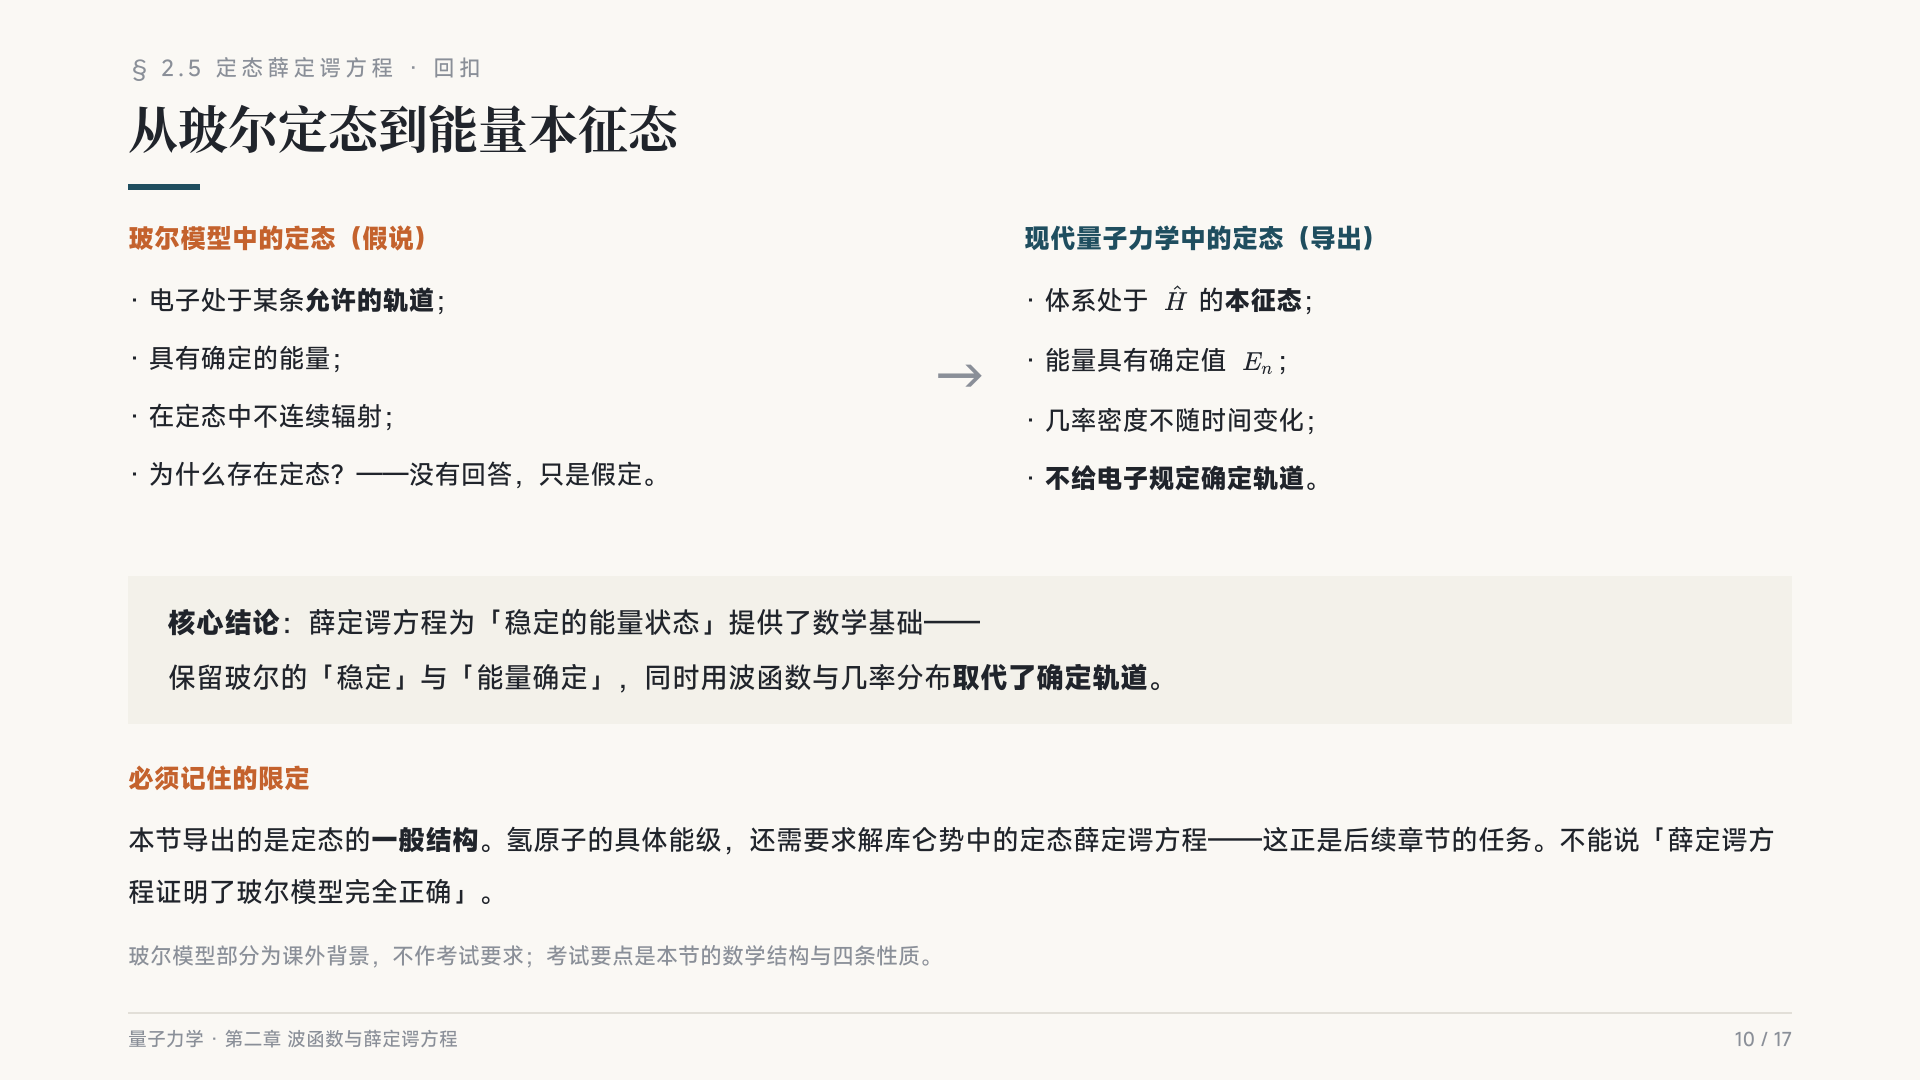 § 2.5 定态薛定谔方程 · 回扣
从玻尔定态到能量本征态
玻尔模型中的定态（假说）
· 电子处于某条允许的轨道；
· 具有确定的能量；
· 在定态中不连续辐射；
· 为什么存在定态？——没有回答，只是假定。
→
现代量子力学中的定态（导出）
· 体系处于 Ĥ 的本征态；
· 能量具有确定值 Eₙ；
· 几率密度不随时间变化；
· 不给电子规定确定轨道。
核心结论：薛定谔方程为「稳定的能量状态」提供了数学基础——
保留玻尔的「稳定」与「能量确定」，同时用波函数与几率分布取代了确定轨道。
必须记住的限定
本节导出的是定态的一般结构。氢原子的具体能级，还需要求解库仑势中的定态薛定谔方程——这正是后续章节的任务。不能说「薛定谔方
程证明了玻尔模型完全正确」。
玻尔模型部分为课外背景，不作考试要求；考试要点是本节的数学结构与四条性质。
量子力学 · 第二章 波函数与薛定谔方程
10 / 17